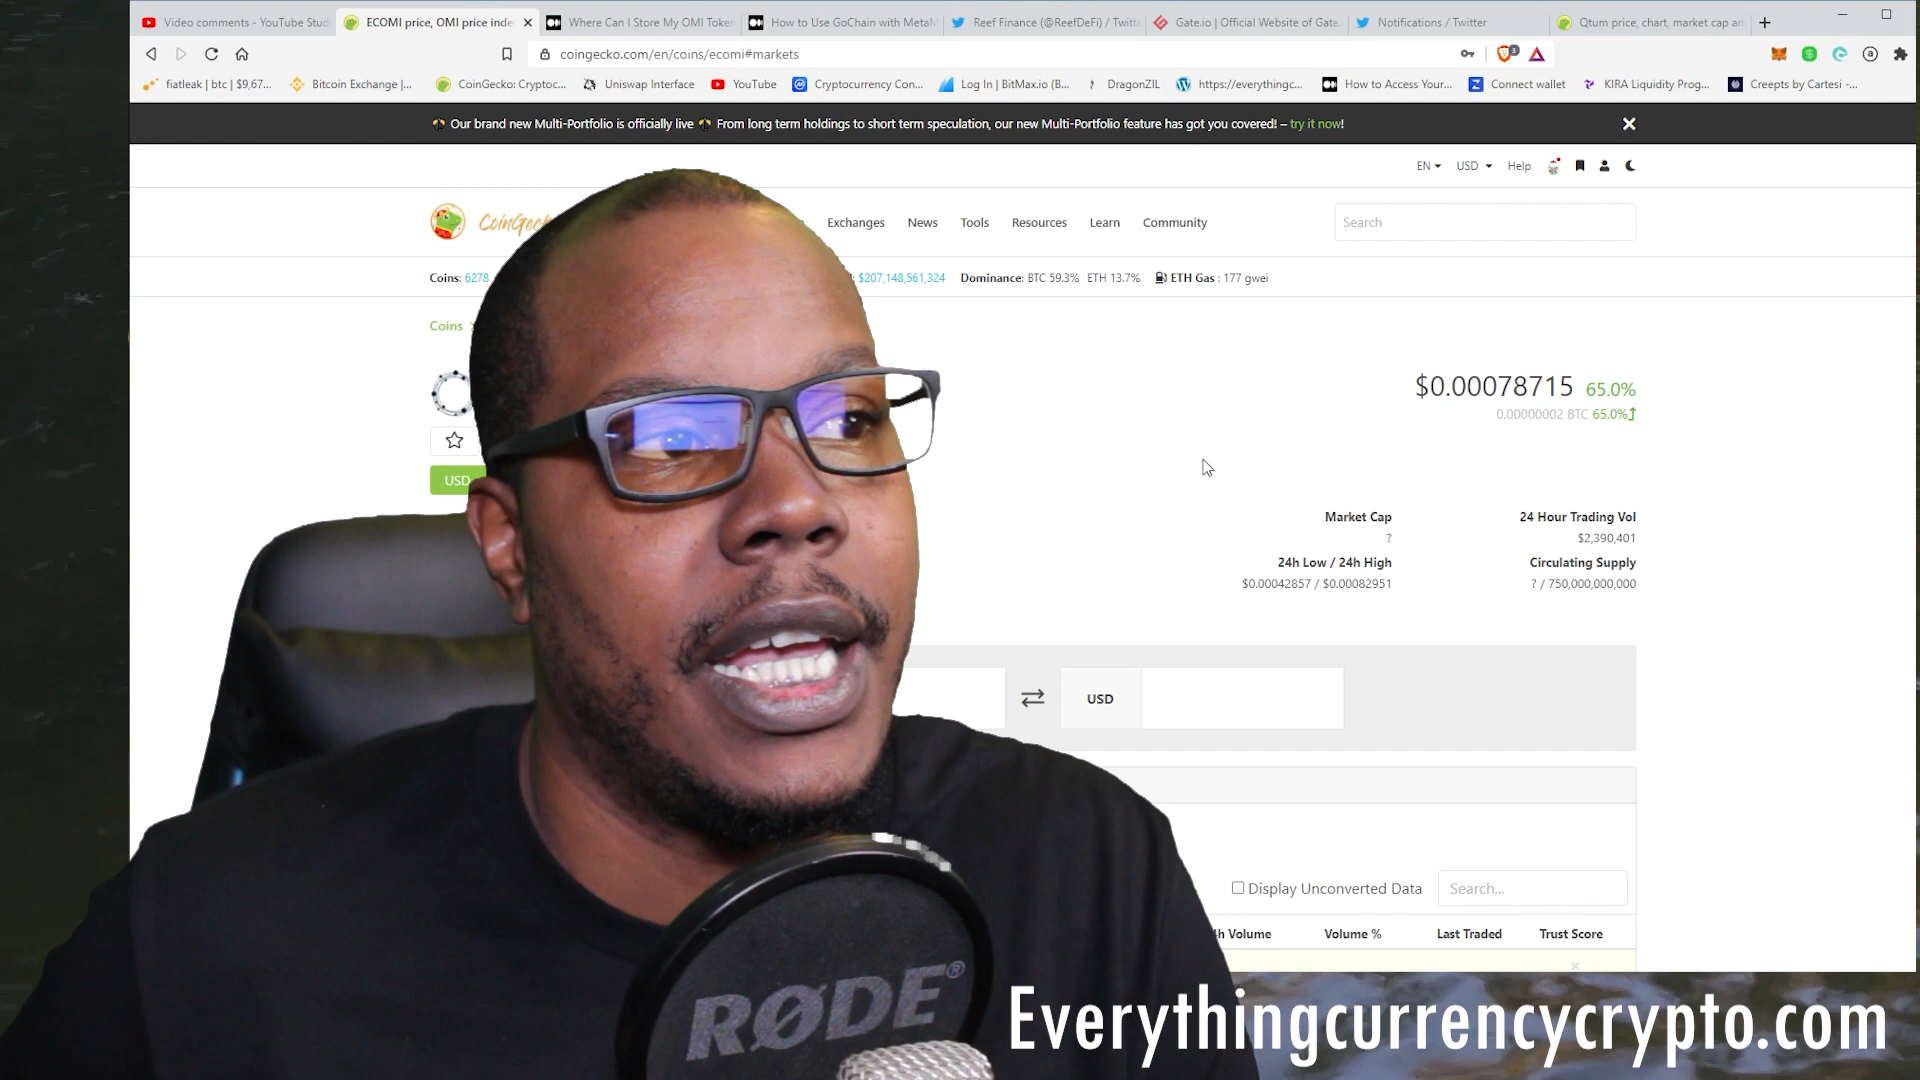 Video comments - YouTube Stud
ECOMI price, OMI price inde
Where Can I Store My OMI Token
How to Use GoChain with MetaM
Reef Finance (@ReefDeFi) / Twitt
Gate.io | Official Website of Gate.
Notifications / Twitter
Qtum price, chart, market cap an
coingecko.com/en/coins/ecomi#markets
3
fiatleak | btc | $9,67...
Bitcoin Exchange |...
CoinGecko: Cryptoc...
Uniswap Interface
YouTube
Cryptocurrency Con...
Log In | BitMax.io (B...
DragonZIL
https://everythingc...
How to Access Your...
Connect wallet
KIRA Liquidity Prog...
Creepts by Cartesi -...
Our brand new Multi-Portfolio is officially live From long term holdings to short term speculation, our new Multi-Portfolio feature has got you covered! – try it now!
EN USD Help
CoinGeck
Exchanges News Tools Resources Learn Community
Search
Coins: 6278
$207,148,561,324 Dominance: BTC 59.3% ETH 13.7% ETH Gas : 177 gwei
Coins
$0.00078715 65.0%
0.00000002 BTC 65.0%
USD
Market Cap
?
24 Hour Trading Vol
$2,390,401
24h Low / 24h High
$0.00042857 / $0.00082951
Circulating Supply
? / 750,000,000,000
USD
Display Unconverted Data
Search...
h Volume Volume % Last Traded Trust Score
RØDE®
Everythingcurrencycrypto.com